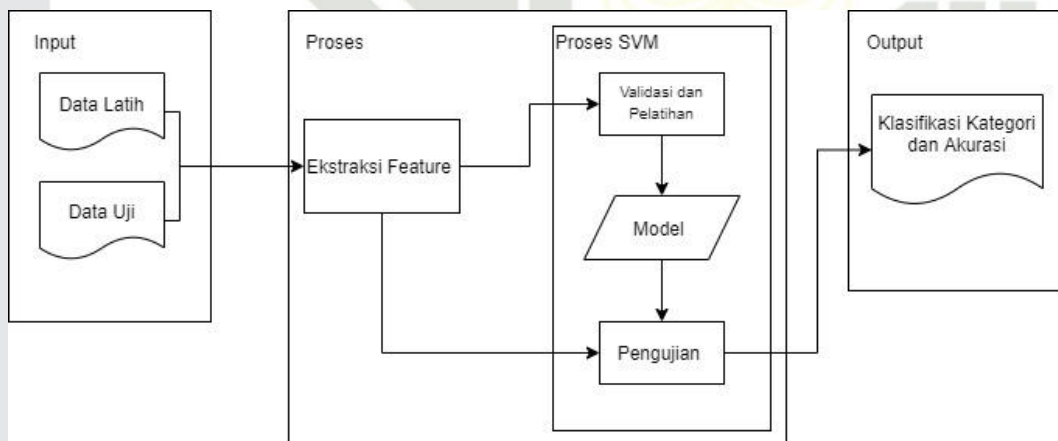 Input
Data Latih
Data Uji
Proses
Ekstraksi Feature
Proses SVM
Validasi dan
Pelatihan
Model
Pengujian
Output
Klasifikasi Kategori
dan Akurasi